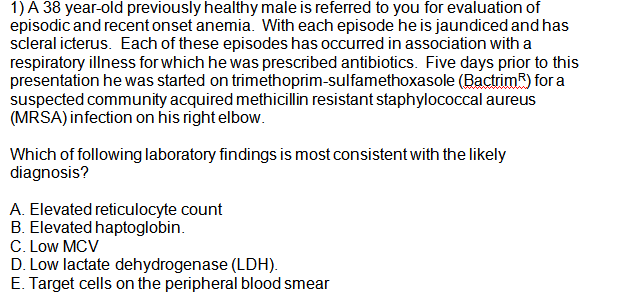 1) A 38 year-old previously healthy male is referred to you for evaluation of
episodic and recent onset anemia.  With each episode he is jaundiced and has
scleral icterus.  Each of these episodes has occurred in association with a
respiratory illness for which he was prescribed antibiotics.  Five days prior to this
presentation he was started on trimethoprim-sulfamethoxasole (Bactrimᴿ) for a
suspected community acquired methicillin resistant staphylococcal aureus
(MRSA) infection on his right elbow.
Which of following laboratory findings is most consistent with the likely
diagnosis?
A. Elevated reticulocyte count
B. Elevated haptoglobin.
C. Low MCV
D. Low lactate dehydrogenase (LDH).
E. Target cells on the peripheral blood smear